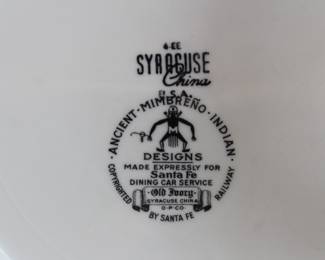 6-EE
SYRACUSE
China
U.S.A.
· ANCIENT · MIMBREÑO · INDIAN ·
DESIGNS
MADE EXPRESSLY FOR
Santa Fe
DINING CAR SERVICE
Old Ivory
SYRACUSE CHINA
O.P.CO.
COPYRIGHTED BY SANTA FE RAILWAY